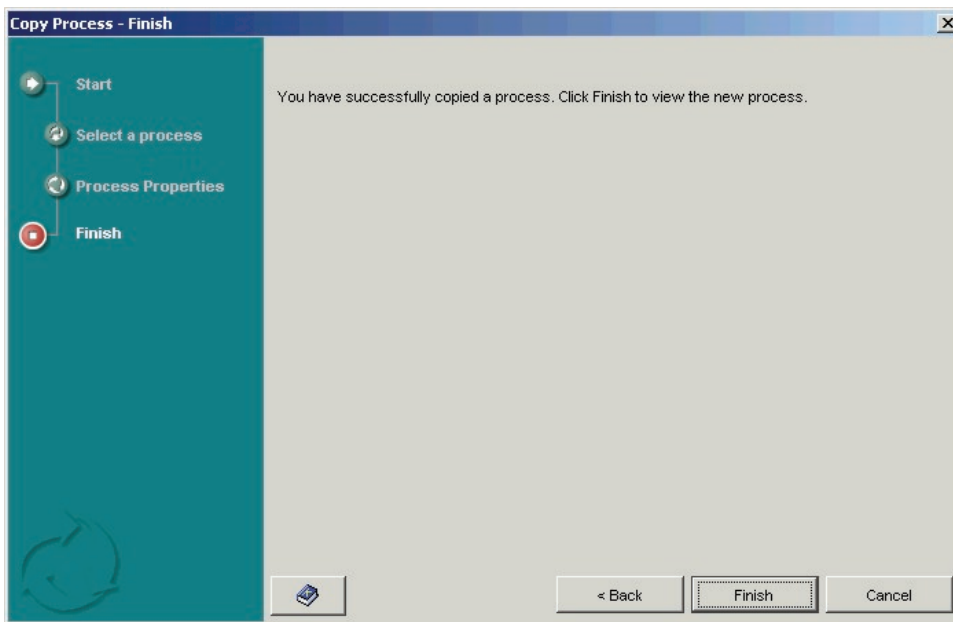 Copy Process - Finish
Start
Select a process
Process Properties
Finish
You have successfully copied a process. Click Finish to view the new process.
< Back
Finish
Cancel